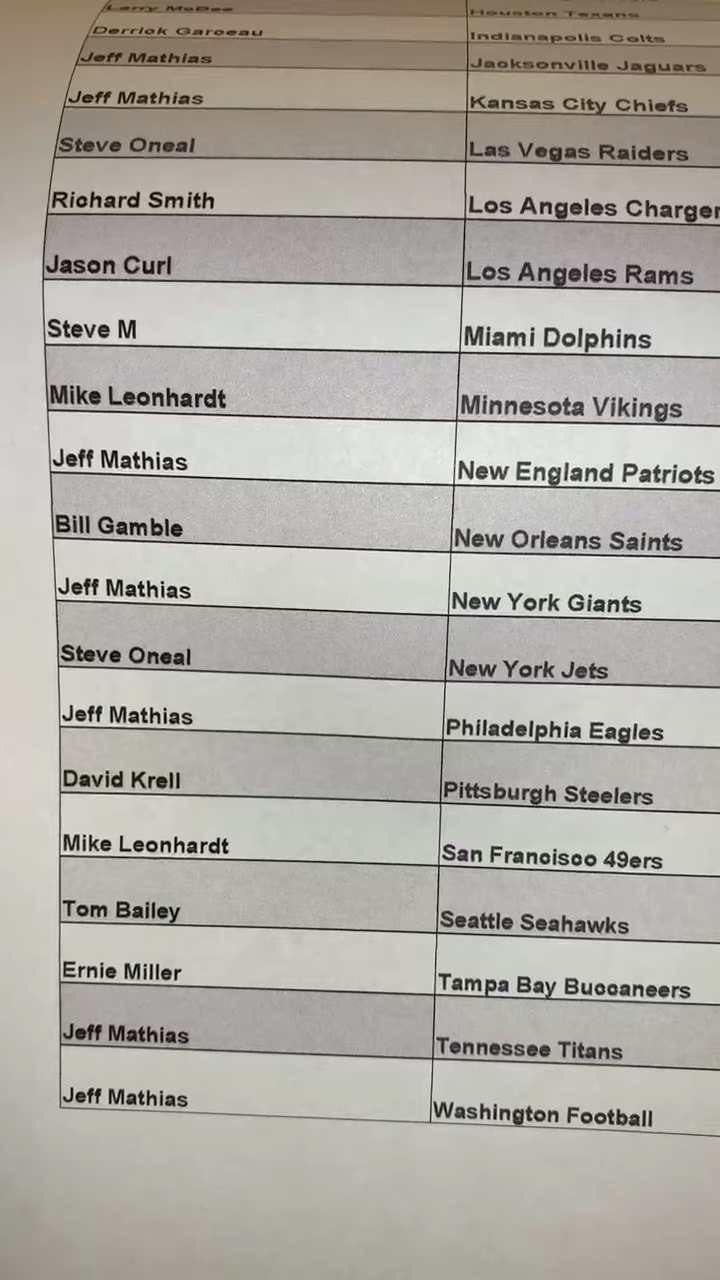 Larry McBee Houston Texans
Derrick Garceau Indianapolis Colts
Jeff Mathias Jacksonville Jaguars
Jeff Mathias Kansas City Chiefs
Steve Oneal Las Vegas Raiders
Richard Smith Los Angeles Charger
Jason Curl Los Angeles Rams
Steve M Miami Dolphins
Mike Leonhardt Minnesota Vikings
Jeff Mathias New England Patriots
Bill Gamble New Orleans Saints
Jeff Mathias New York Giants
Steve Oneal New York Jets
Jeff Mathias Philadelphia Eagles
David Krell Pittsburgh Steelers
Mike Leonhardt San Francisco 49ers
Tom Bailey Seattle Seahawks
Ernie Miller Tampa Bay Buccaneers
Jeff Mathias Tennessee Titans
Jeff Mathias Washington Football